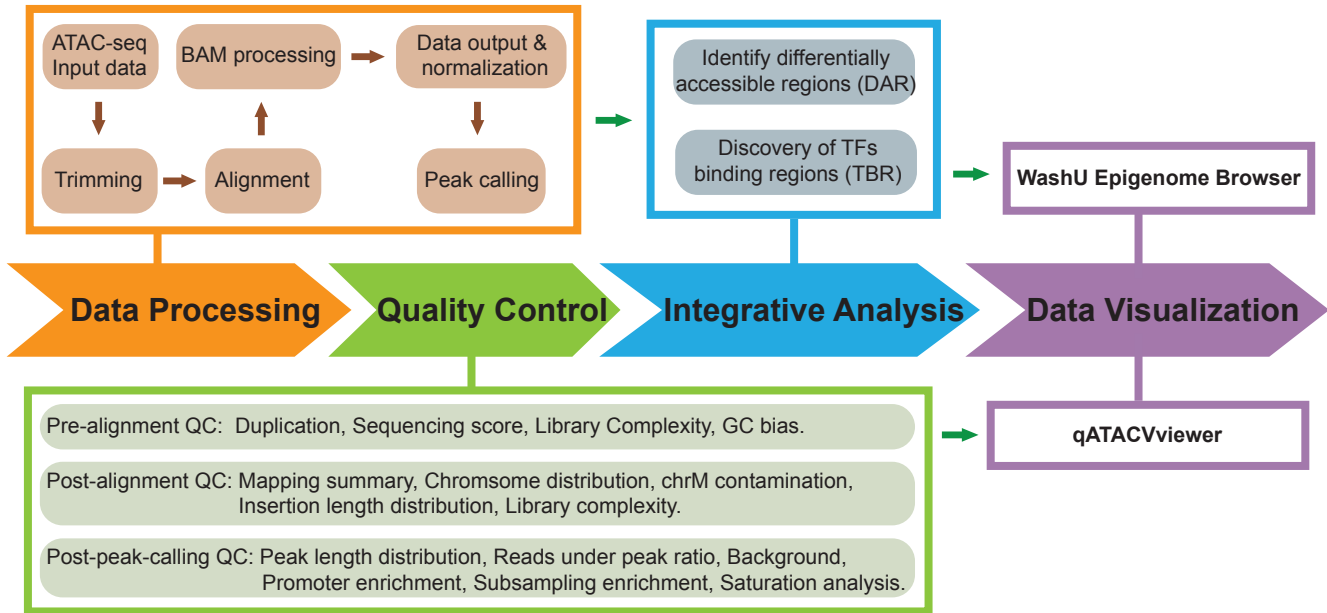 ATAC-seq
Input data
BAM processing
Data output &
normalization
Trimming
Alignment
Peak calling
Identify differentially
accessible regions (DAR)
Discovery of TFs
binding regions (TBR)
WashU Epigenome Browser
Data Processing
Quality Control
Integrative Analysis
Data Visualization
Pre-alignment QC: Duplication, Sequencing score, Library Complexity, GC bias.
Post-alignment QC: Mapping summary, Chromsome distribution, chrM contamination,
Insertion length distribution, Library complexity.
Post-peak-calling QC: Peak length distribution, Reads under peak ratio, Background,
Promoter enrichment, Subsampling enrichment, Saturation analysis.
qATACVviewer